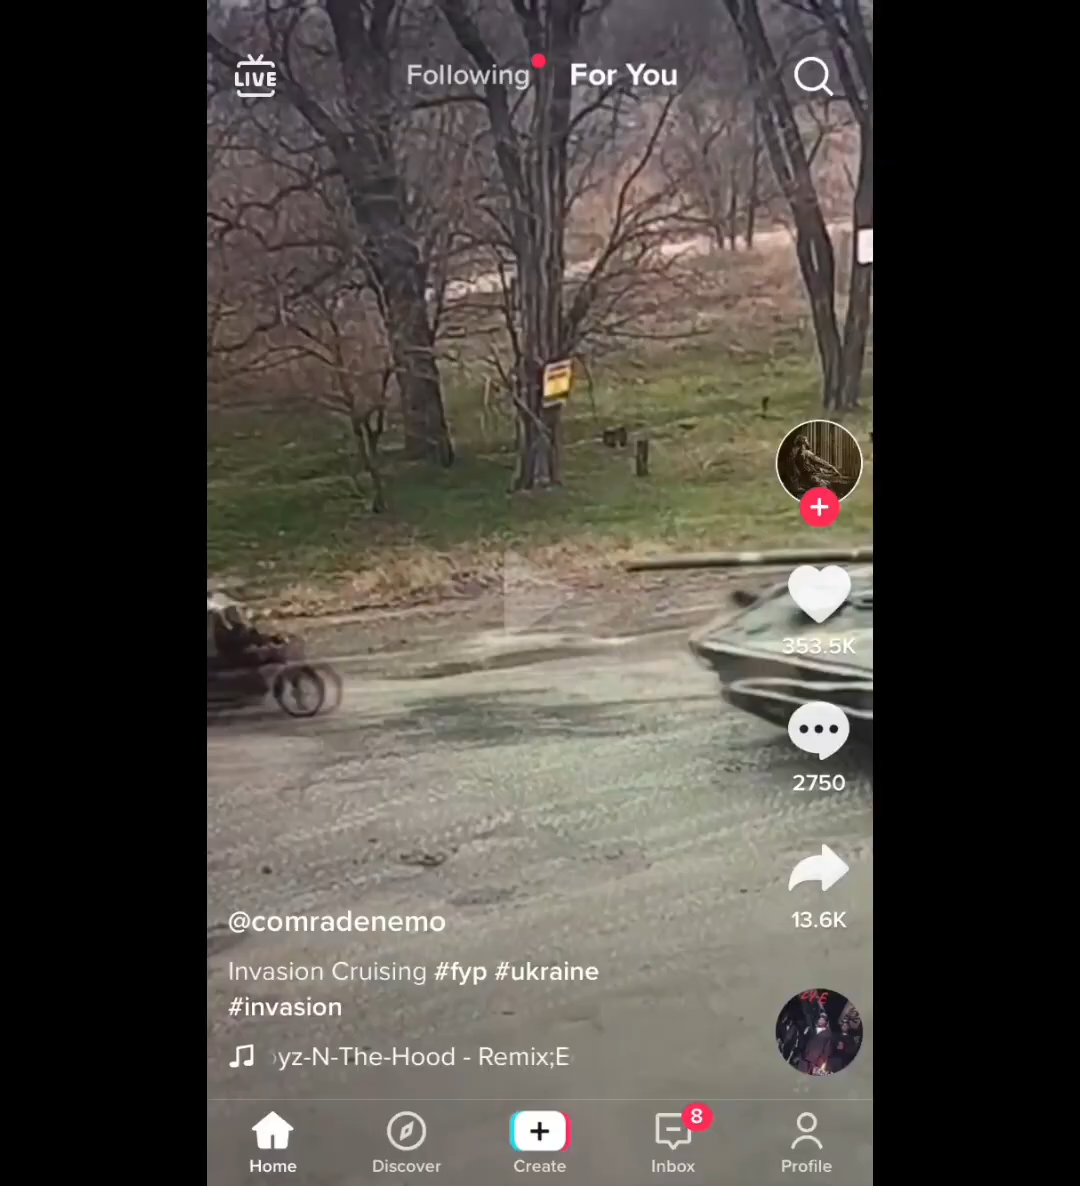 LIVE
Following
For You
353.5K
2750
13.6K
@comradenemo
Invasion Cruising #fyp #ukraine
#invasion
yz-N-The-Hood - Remix;E
8
Home
Discover
Create
Inbox
Profile